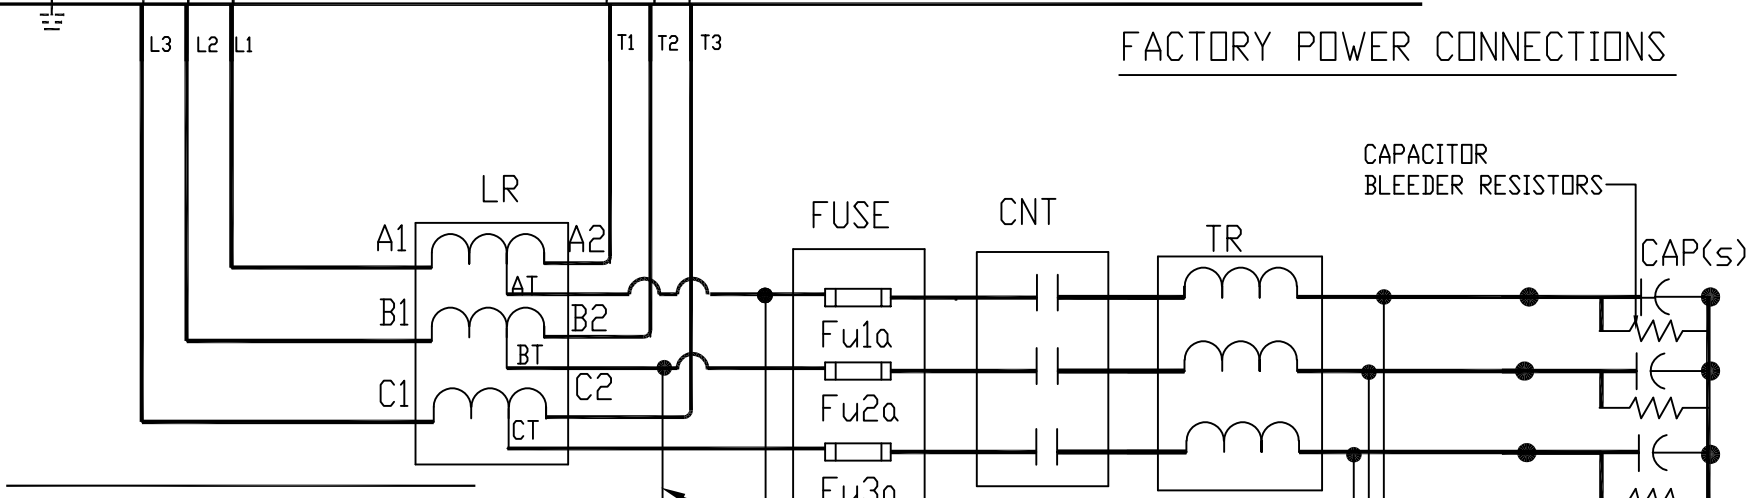 L3 L2 L1 T1 T2 T3
FACTORY POWER CONNECTIONS
CAPACITOR
BLEEDER RESISTORS
LR
FUSE
CNT
TR
CAP(s)
A1 A2
AT
B1 B2
Fu1a
BT
C1 C2
Fu2a
CT
Fu3a